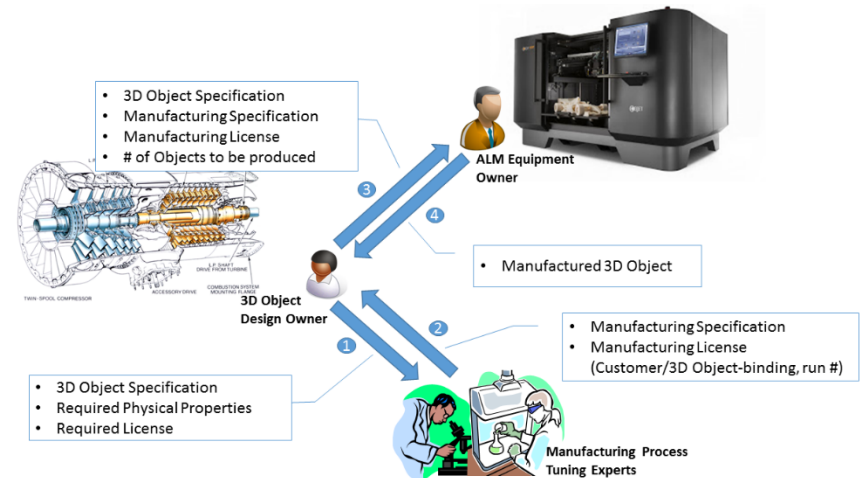 • 3D Object Specification
• Manufacturing Specification
• Manufacturing License
• # of Objects to be produced
ALM Equipment
Owner
3
4
• Manufactured 3D Object
L.P. SHAFT
DRIVE FROM TURBINE
TWIN-SPOOL COMPRESSOR
ACCESSORY DRIVE
COMBUSTION SYSTEM
MOUNTING FLANGE
3D Object
Design Owner
1
2
• Manufacturing Specification
• Manufacturing License
(Customer/3D Object-binding, run #)
• 3D Object Specification
• Required Physical Properties
• Required License
Manufacturing Process
Tuning Experts